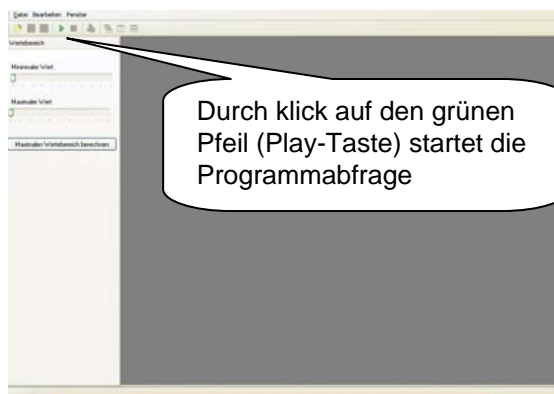 Datei Bearbeiten Fenster
Wertebereich
Minimaler Wert
Maximaler Wert
Maximalen Wertebereich berechnen
Durch klick auf den grünen
Pfeil (Play-Taste) startet die
Programmabfrage